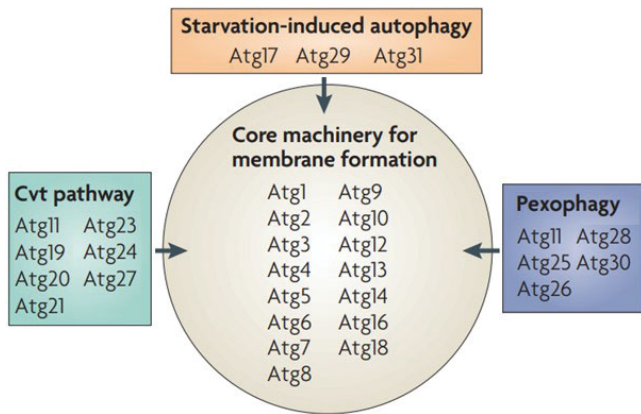 Starvation-induced autophagy
Atg17 Atg29 Atg31
Core machinery for
membrane formation
Atg1 Atg9
Atg2 Atg10
Atg3 Atg12
Atg4 Atg13
Atg5 Atg14
Atg6 Atg16
Atg7 Atg18
Atg8
Cvt pathway
Atg11 Atg23
Atg19 Atg24
Atg20 Atg27
Atg21
Pexophagy
Atg11 Atg28
Atg25 Atg30
Atg26